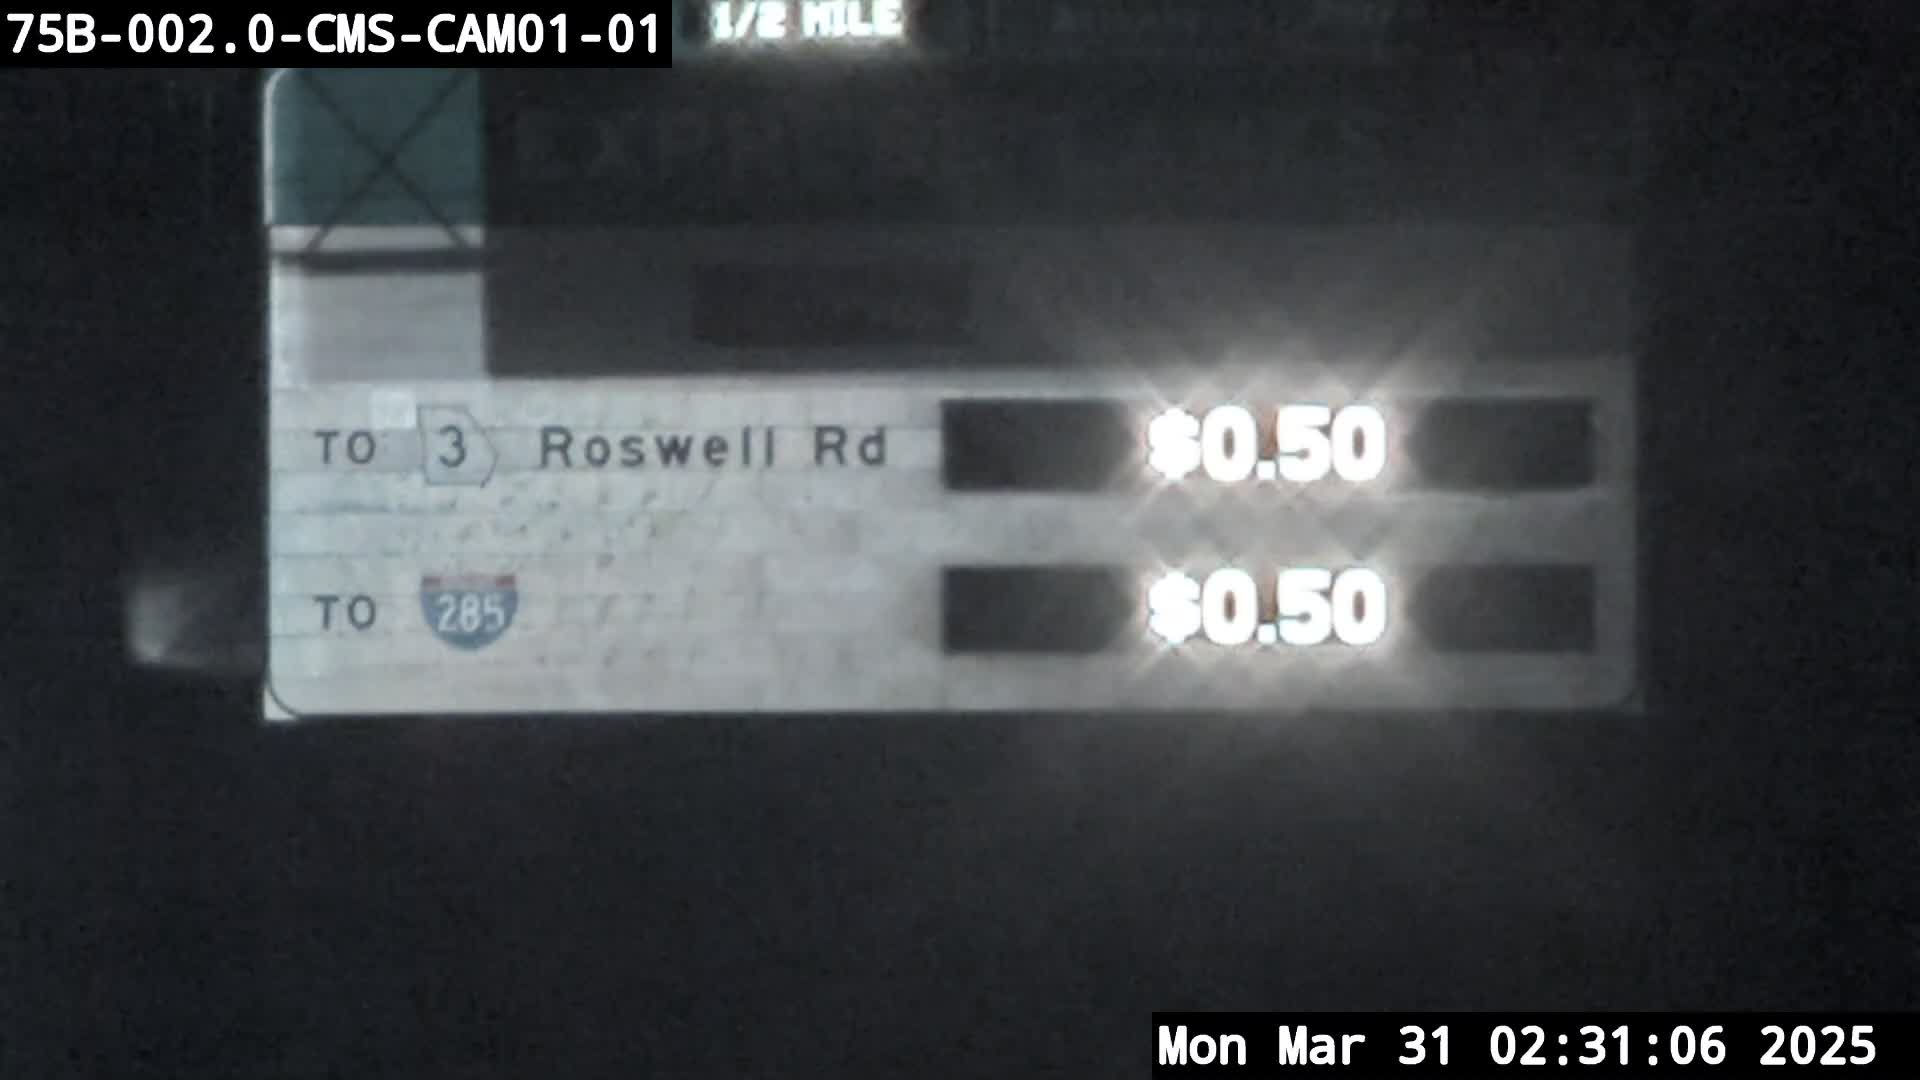 75B-002.0-CMS-CAM01-01
1/2 MILE
TO 3 Roswell Rd $0.50
TO 285 $0.50
Mon Mar 31 02:31:06 2025